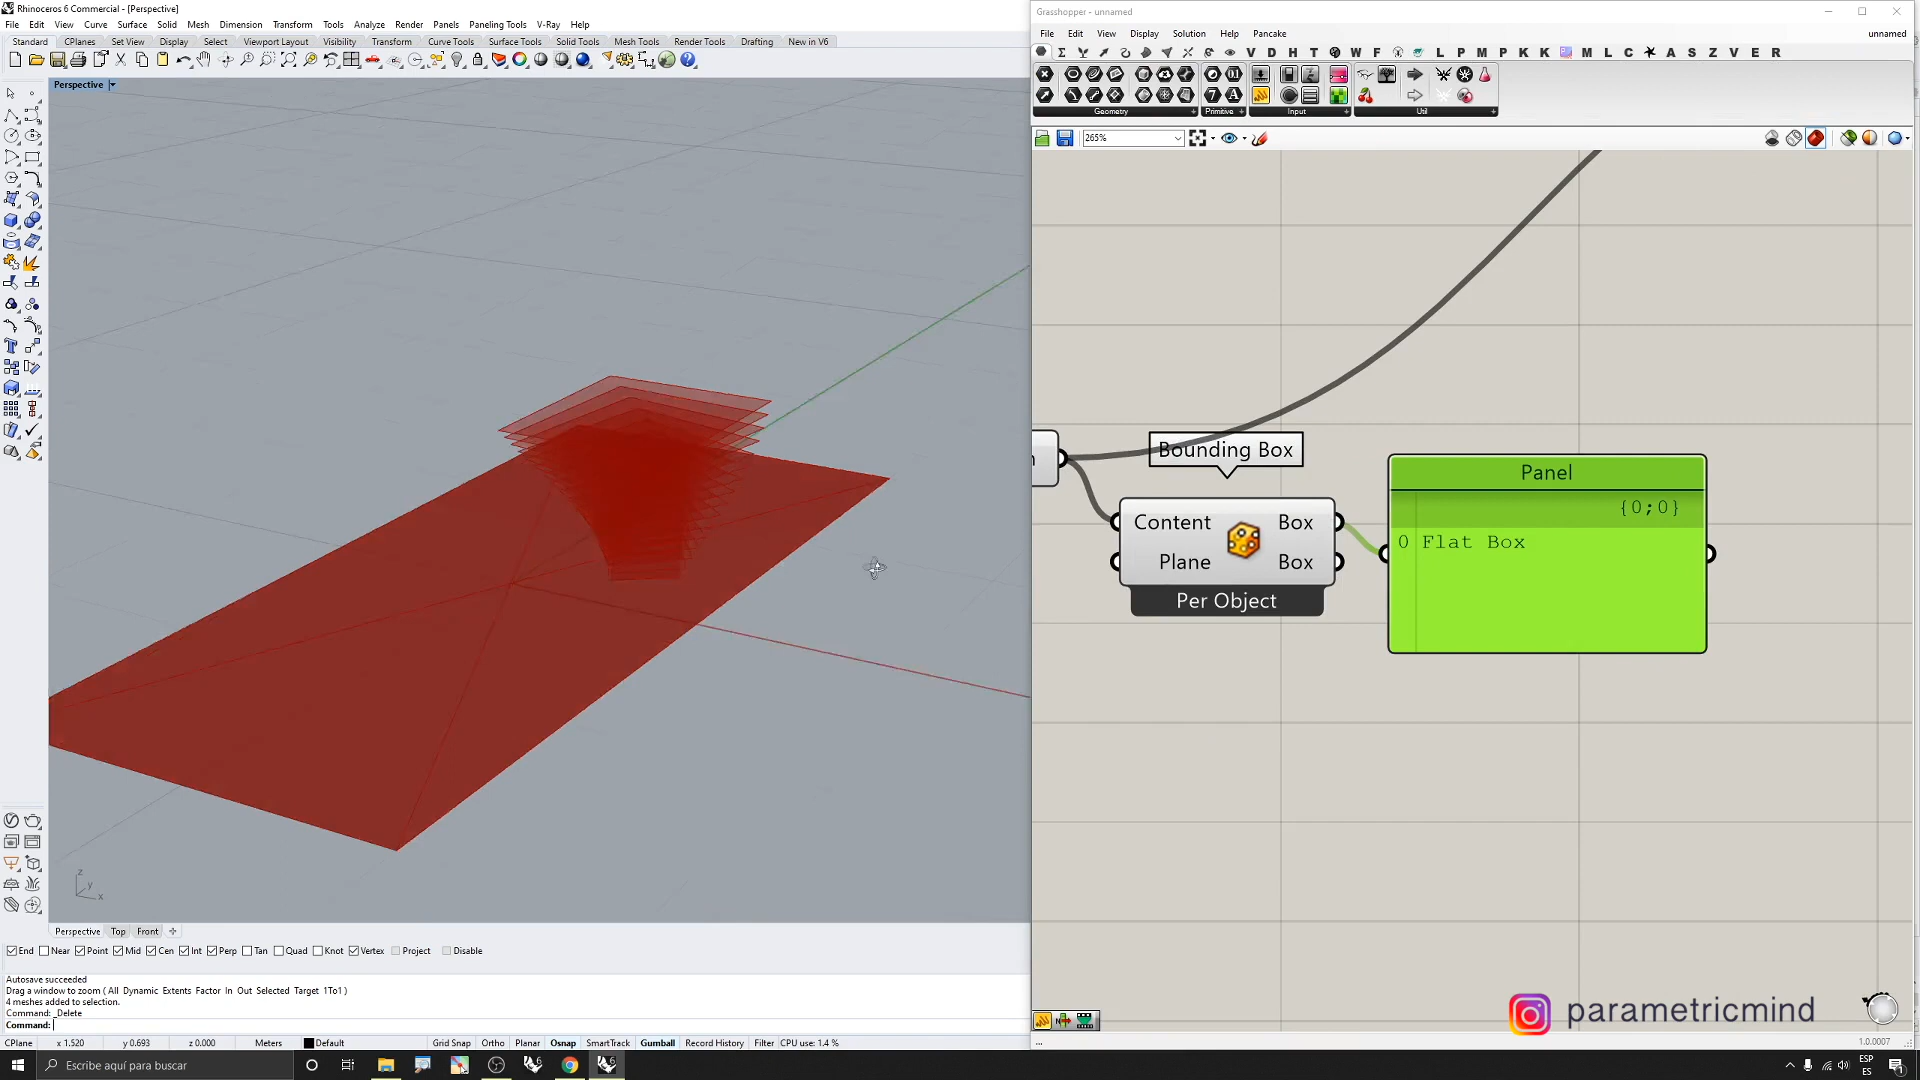 Rhinoceros 6 Commercial - [Perspective]
File Edit View Curve Surface Solid Mesh Dimension Transform Tools Analyze Render Panels Paneling Tools V-Ray Help
Standard CPlanes Set View Display Select Viewport Layout Visibility Transform Curve Tools Surface Tools Solid Tools Mesh Tools Render Tools Drafting New in V6
Perspective
z
y
x
Perspective Top Front
End Near Point Mid Cen Int Perp Tan Quad Knot Vertex Project Disable
Autosave succeeded
Drag a window to zoom ( All Dynamic Extents Factor In Out Selected Target 1To1 )
4 meshes added to selection.
Command: _Delete
Command:
CPlane x 1.520 y 0.693 z 0.000 Meters Default Grid Snap Ortho Planar Osnap SmartTrack Gumball Record History Filter CPU use: 1.4 %
Grasshopper - unnamed
File Edit View Display Solution Help Pancake unnamed
V D H T W F L P M P K K M L C A S Z V E R
Geometry Primitive Input Util
265%
Bounding Box
Content Box
Plane Box
Per Object
Panel
{0;0}
0 Flat Box
parametricmind
...
1.0.0007
Escribe aquí para buscar
ESP
ES